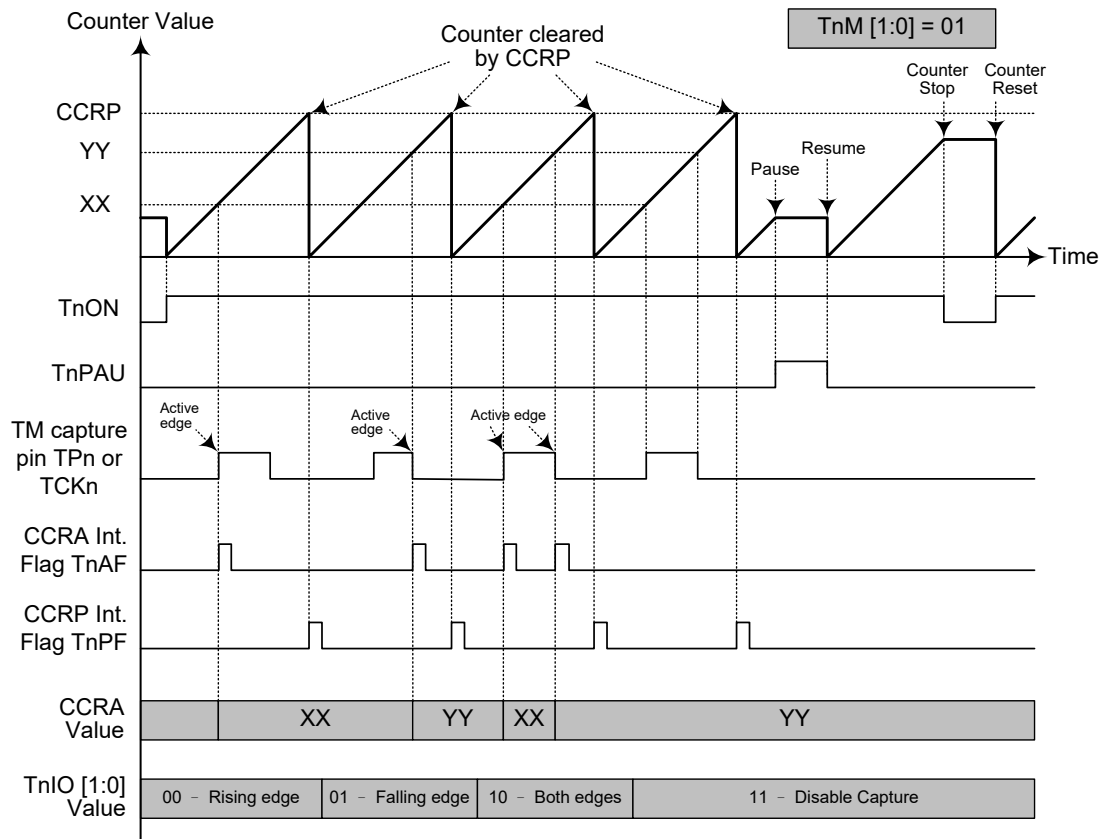 Counter Value
TnM [1:0] = 01
Counter cleared
by CCRP
Counter
Stop
Counter
Reset
CCRP
YY
XX
Pause
Resume
Time
TnON
TnPAU
TM capture
pin TPn or
TCKn
Active
edge
Active
edge
Active edge
CCRA Int.
Flag TnAF
CCRP Int.
Flag TnPF
CCRA
Value
XX
YY
XX
YY
TnIO [1:0]
Value
00 – Rising edge
01 – Falling edge
10 – Both edges
11 – Disable Capture